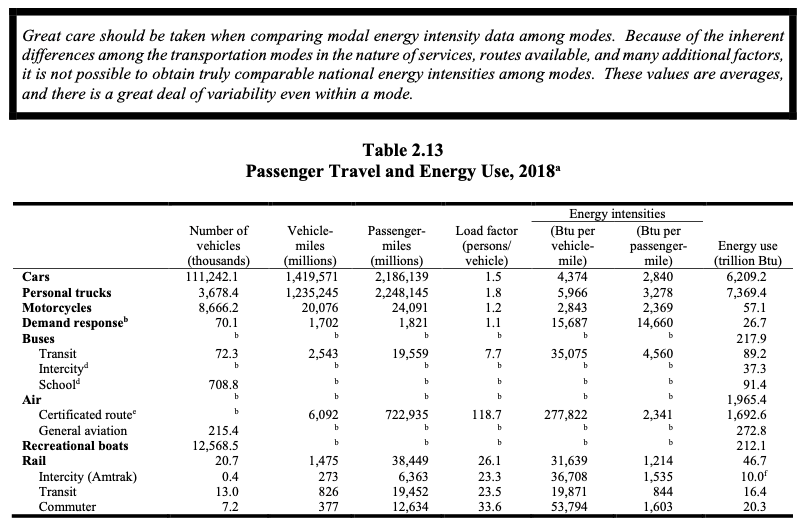 Great care should be taken when comparing modal energy intensity data among modes. Because of the inherent
differences among the transportation modes in the nature of services, routes available, and many additional factors,
it is not possible to obtain truly comparable national energy intensities among modes. These values are averages,
and there is a great deal of variability even within a mode.
Table 2.13
Passenger Travel and Energy Use, 2018ᵃ
Energy intensities
Number of Vehicle- Passenger- Load factor (Btu per (Btu per
vehicles miles miles (persons/ vehicle- passenger- Energy use
(thousands) (millions) (millions) vehicle) mile) mile) (trillion Btu)
Cars 111,242.1 1,419,571 2,186,139 1.5 4,374 2,840 6,209.2
Personal trucks 3,678.4 1,235,245 2,248,145 1.8 5,966 3,278 7,369.4
Motorcycles 8,666.2 20,076 24,091 1.2 2,843 2,369 57.1
Demand responseᵇ 70.1 1,702 1,821 1.1 15,687 14,660 26.7
Buses ᵇ ᵇ ᵇ ᵇ ᵇ ᵇ 217.9
Transit 72.3 2,543 19,559 7.7 35,075 4,560 89.2
Intercityᵈ ᵇ ᵇ ᵇ ᵇ ᵇ ᵇ 37.3
Schoolᵈ 708.8 ᵇ ᵇ ᵇ ᵇ ᵇ 91.4
Air ᵇ ᵇ ᵇ ᵇ ᵇ ᵇ 1,965.4
Certificated routeᵉ ᵇ 6,092 722,935 118.7 277,822 2,341 1,692.6
General aviation 215.4 ᵇ ᵇ ᵇ ᵇ ᵇ 272.8
Recreational boats 12,568.5 ᵇ ᵇ ᵇ ᵇ ᵇ 212.1
Rail 20.7 1,475 38,449 26.1 31,639 1,214 46.7
Intercity (Amtrak) 0.4 273 6,363 23.3 36,708 1,535 10.0ᶠ
Transit 13.0 826 19,452 23.5 19,871 844 16.4
Commuter 7.2 377 12,634 33.6 53,794 1,603 20.3